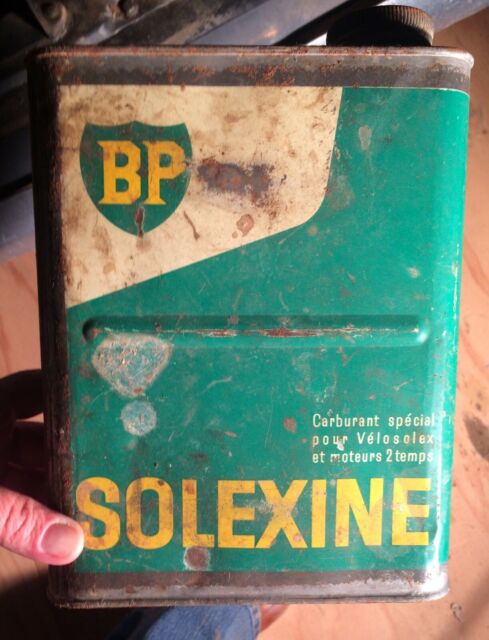 BP
Carburant spécial
pour Vélosolex
et moteurs 2 temps
SOLEXINE